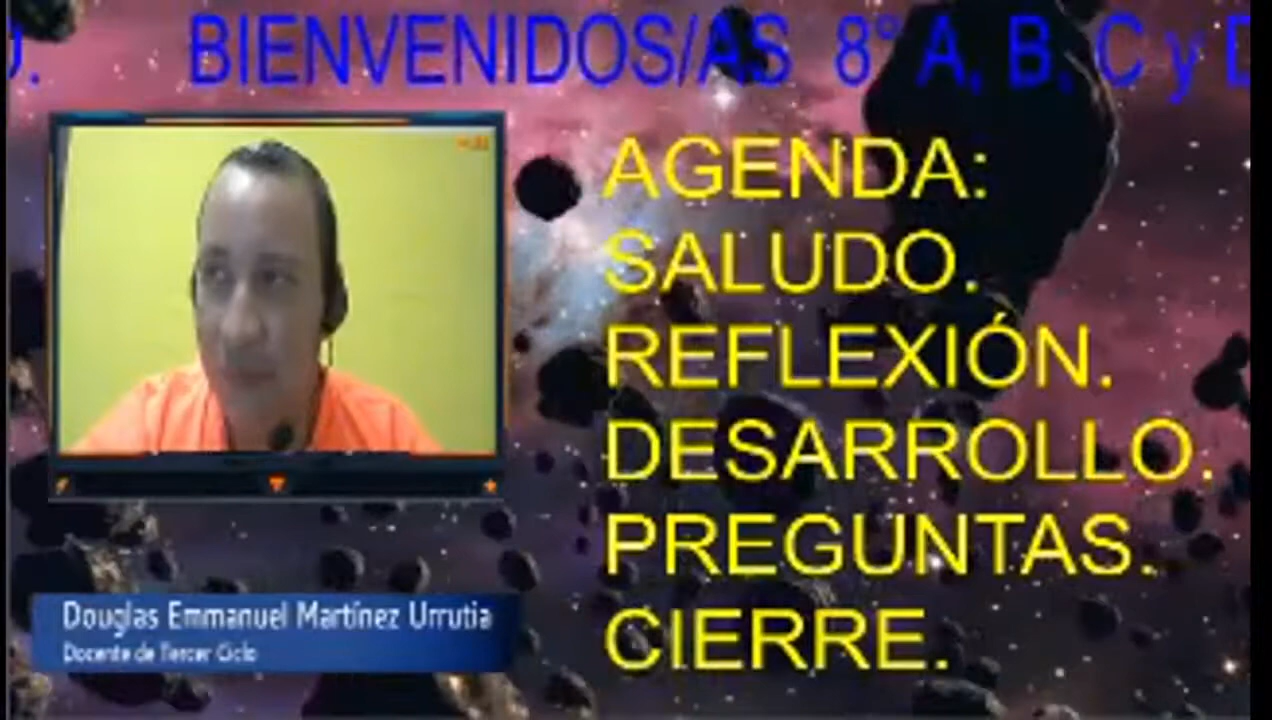 O. BIENVENIDOS/AS 8° A, B, C y D
AGENDA:
SALUDO.
REFLEXIÓN.
DESARROLLO.
PREGUNTAS.
CIERRE.
Douglas Emmanuel Martínez Urrutia
Docente de Tercer Ciclo